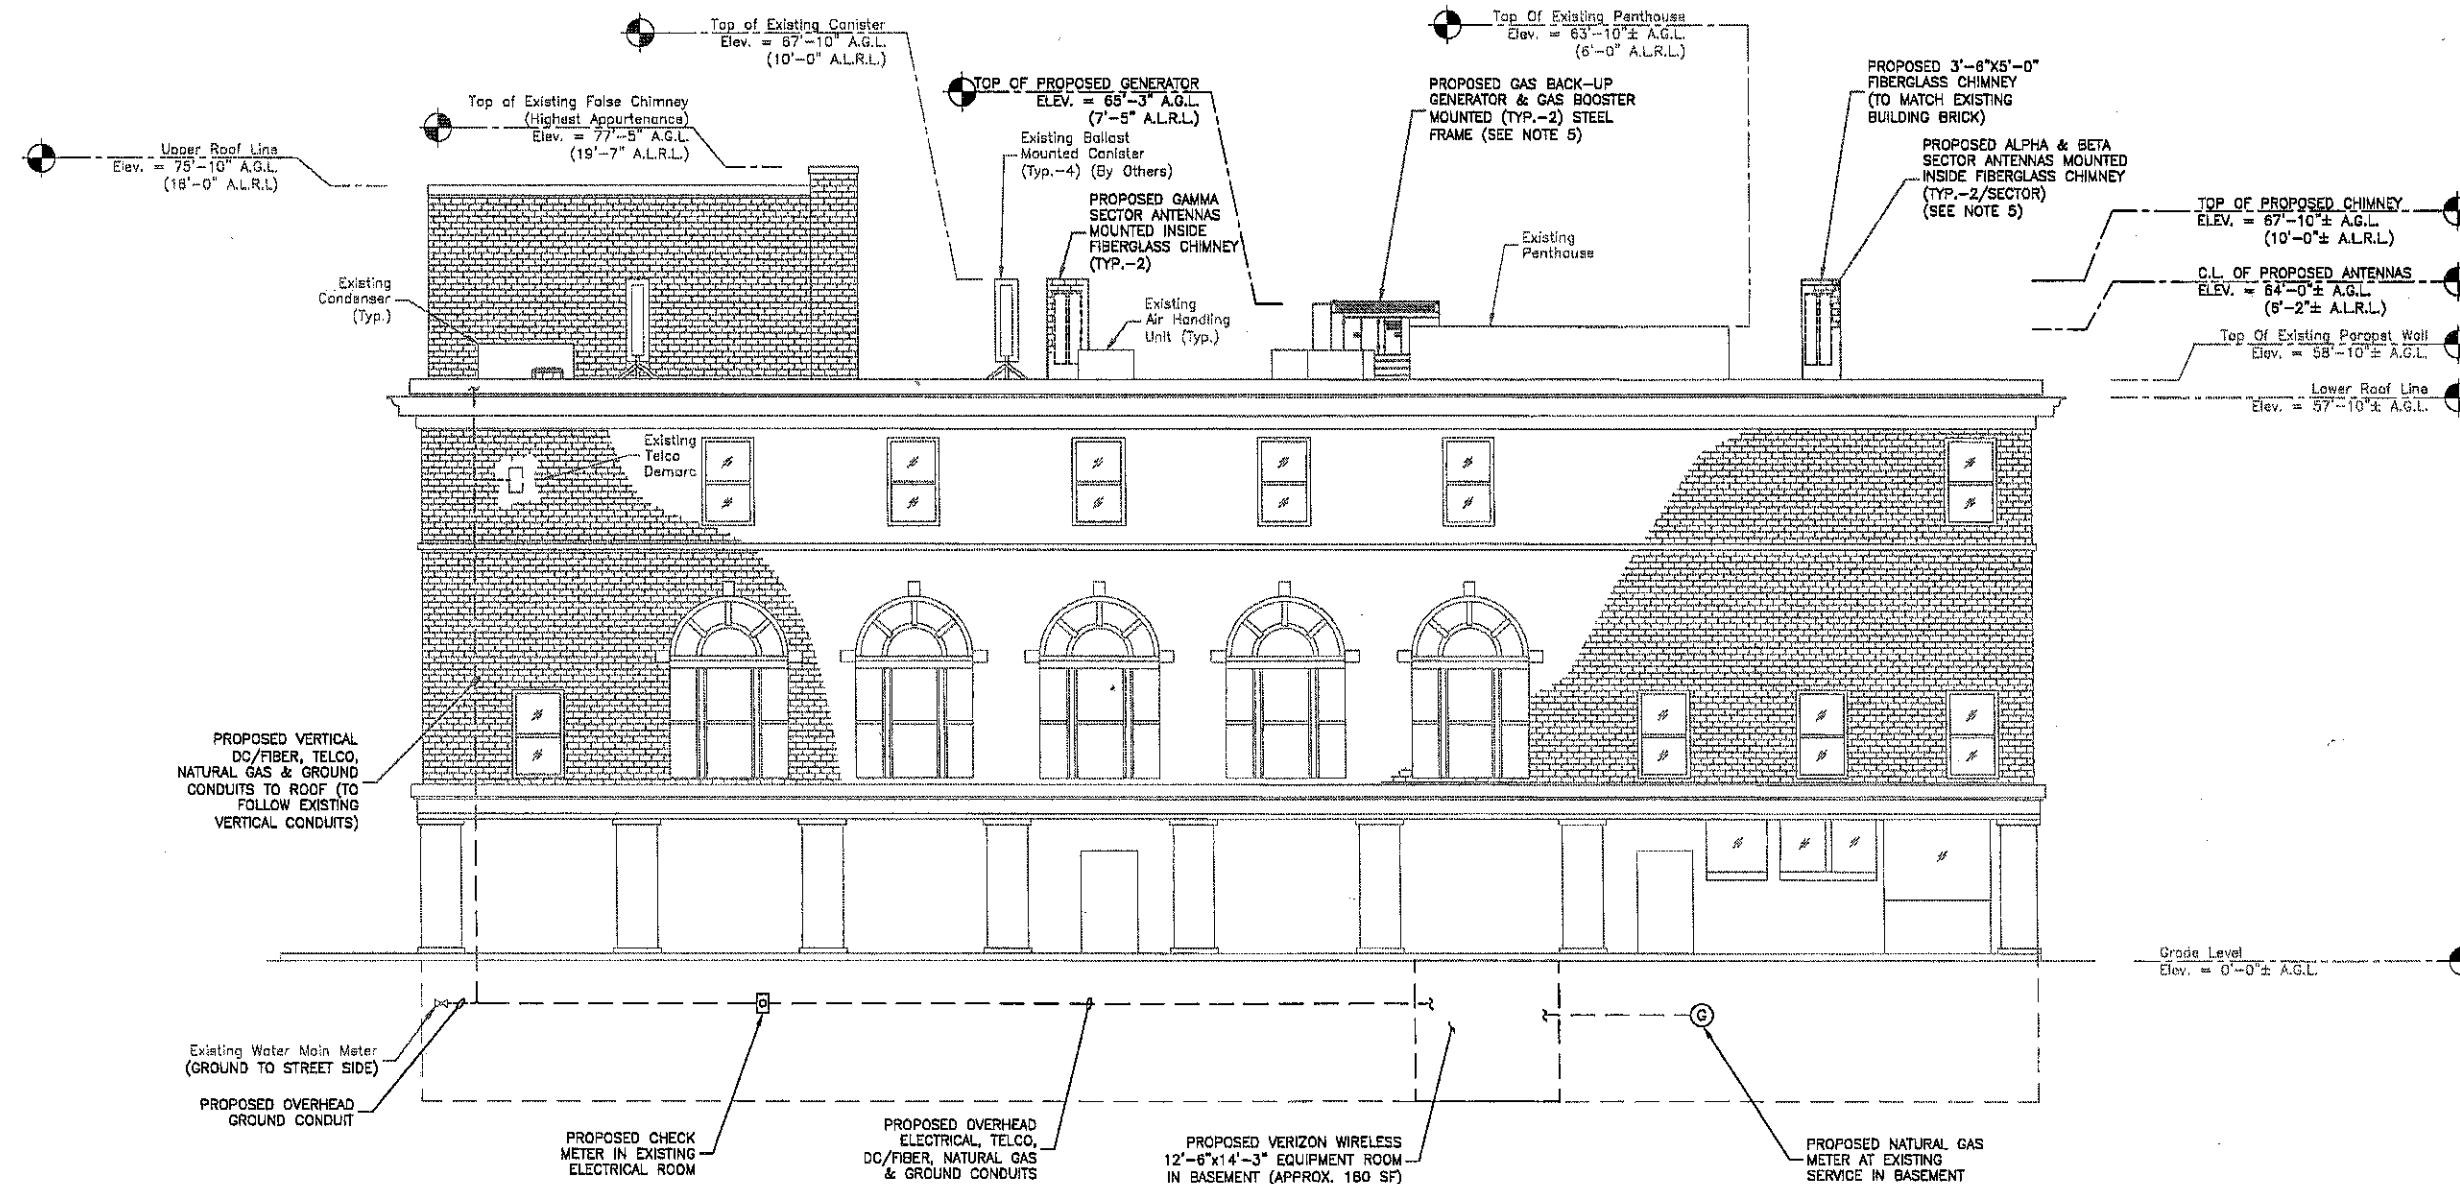 Top of Existing Canister
Elev. = 67'-10" A.G.L.
(10'-0" A.L.R.L.)
Top Of Existing Penthouse
Elev. = 63'-10"± A.G.L.
(6'-0" A.L.R.L.)
TOP OF PROPOSED GENERATOR
ELEV. = 65'-3" A.G.L.
(7'-5" A.L.R.L.)
PROPOSED GAS BACK-UP
GENERATOR & GAS BOOSTER
MOUNTED (TYP.-2) STEEL
FRAME (SEE NOTE 5)
PROPOSED 3'-6"X5'-0"
FIBERGLASS CHIMNEY
(TO MATCH EXISTING
BUILDING BRICK)
Top of Existing False Chimney
(Highest Appurtenance)
Elev. = 77'-5" A.G.L.
(19'-7" A.L.R.L.)
Upper Roof Line
Elev. = 75'-10" A.G.L.
(18'-0" A.L.R.L)
Existing Ballast
Mounted Canister
(Typ.-4) (By Others)
PROPOSED GAMMA
SECTOR ANTENNAS
MOUNTED INSIDE
FIBERGLASS CHIMNEY
(TYP.-2)
PROPOSED ALPHA & BETA
SECTOR ANTENNAS MOUNTED
INSIDE FIBERGLASS CHIMNEY
(TYP.-2/SECTOR)
(SEE NOTE 5)
TOP OF PROPOSED CHIMNEY
ELEV. = 67'-10"± A.G.L.
(10'-0"± A.L.R.L)
Existing
Penthouse
C.L. OF PROPOSED ANTENNAS
ELEV. = 64'-0"± A.G.L.
(6'-2"± A.L.R.L.)
Existing
Condenser
(Typ.)
Existing
Air Handling
Unit (Typ.)
Top Of Existing Parapet Wall
Elev. = 58'-10"± A.G.L.
Lower Roof Line
Elev. = 57'-10"± A.G.L.
Existing
Telco
Demarc
PROPOSED VERTICAL
DC/FIBER, TELCO,
NATURAL GAS & GROUND
CONDUITS TO ROOF (TO
FOLLOW EXISTING
VERTICAL CONDUITS)
Grade Level
Elev. = 0'-0"± A.G.L.
G
Existing Water Main Meter
(GROUND TO STREET SIDE)
PROPOSED OVERHEAD
GROUND CONDUIT
PROPOSED CHECK
METER IN EXISTING
ELECTRICAL ROOM
PROPOSED OVERHEAD
ELECTRICAL, TELCO,
DC/FIBER, NATURAL GAS
& GROUND CONDUITS
PROPOSED VERIZON WIRELESS
12'-6"x14'-3" EQUIPMENT ROOM
IN BASEMENT (APPROX. 180 SF)
PROPOSED NATURAL GAS
METER AT EXISTING
SERVICE IN BASEMENT